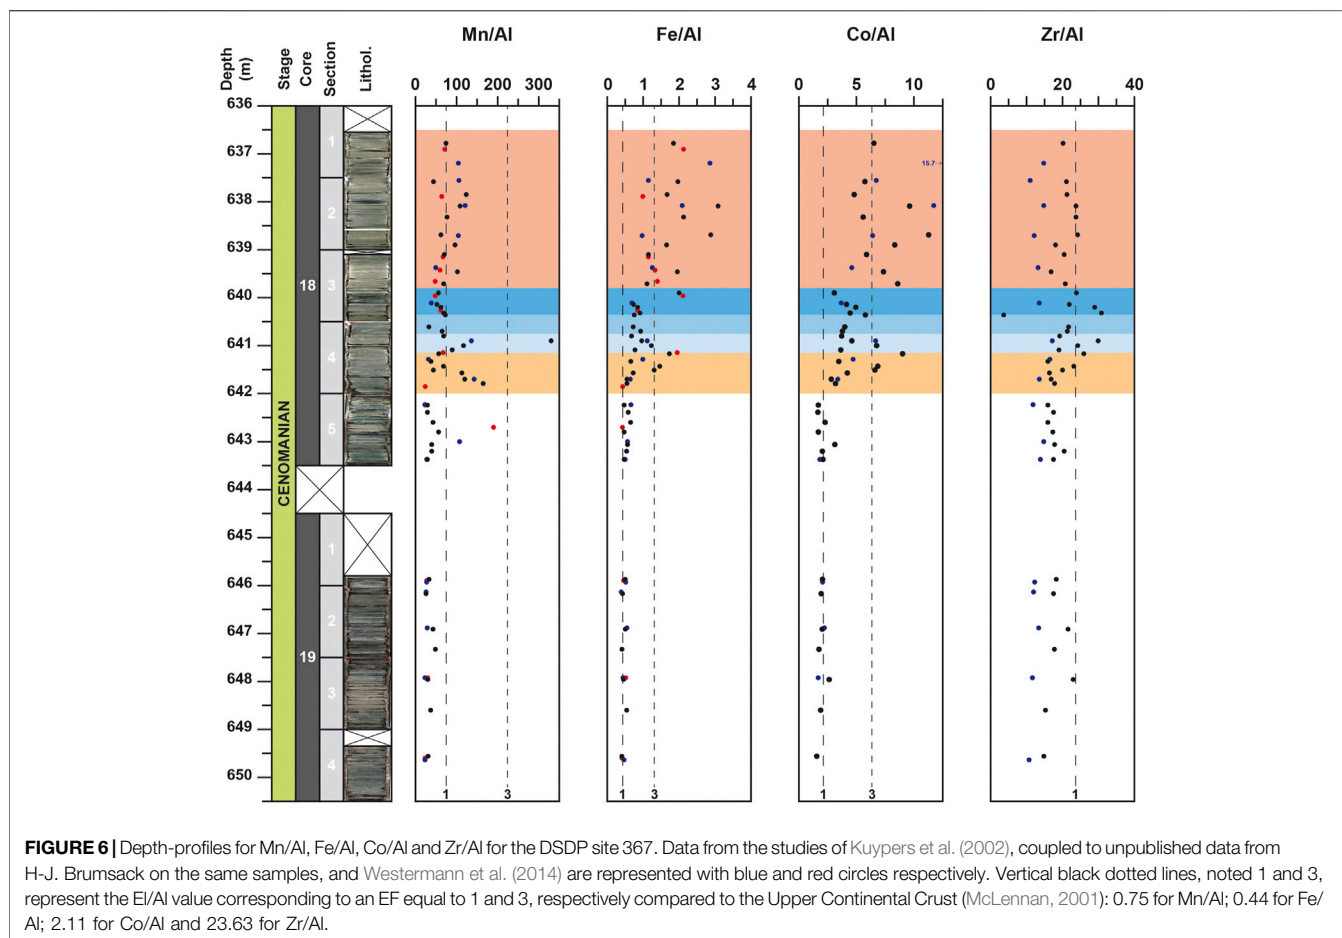 Mn/Al Fe/Al Co/Al Zr/Al
Depth (m)
Stage
Core
Section
Lithol.
0 100 200 300
0 1 2 3 4
0 5 10
0 20 40
636
637
638
639
640
641
642
643
644
645
646
647
648
649
650
CENOMANIAN
18
19
1
2
3
4
5
1
2
3
4
15.7
1 3
1 3
1 3
1
FIGURE 6 | Depth-profiles for Mn/Al, Fe/Al, Co/Al and Zr/Al for the DSDP site 367. Data from the studies of Kuypers et al. (2002), coupled to unpublished data from
H-J. Brumsack on the same samples, and Westermann et al. (2014) are represented with blue and red circles respectively. Vertical black dotted lines, noted 1 and 3,
represent the El/Al value corresponding to an EF equal to 1 and 3, respectively compared to the Upper Continental Crust (McLennan, 2001): 0.75 for Mn/Al; 0.44 for Fe/
Al; 2.11 for Co/Al and 23.63 for Zr/Al.